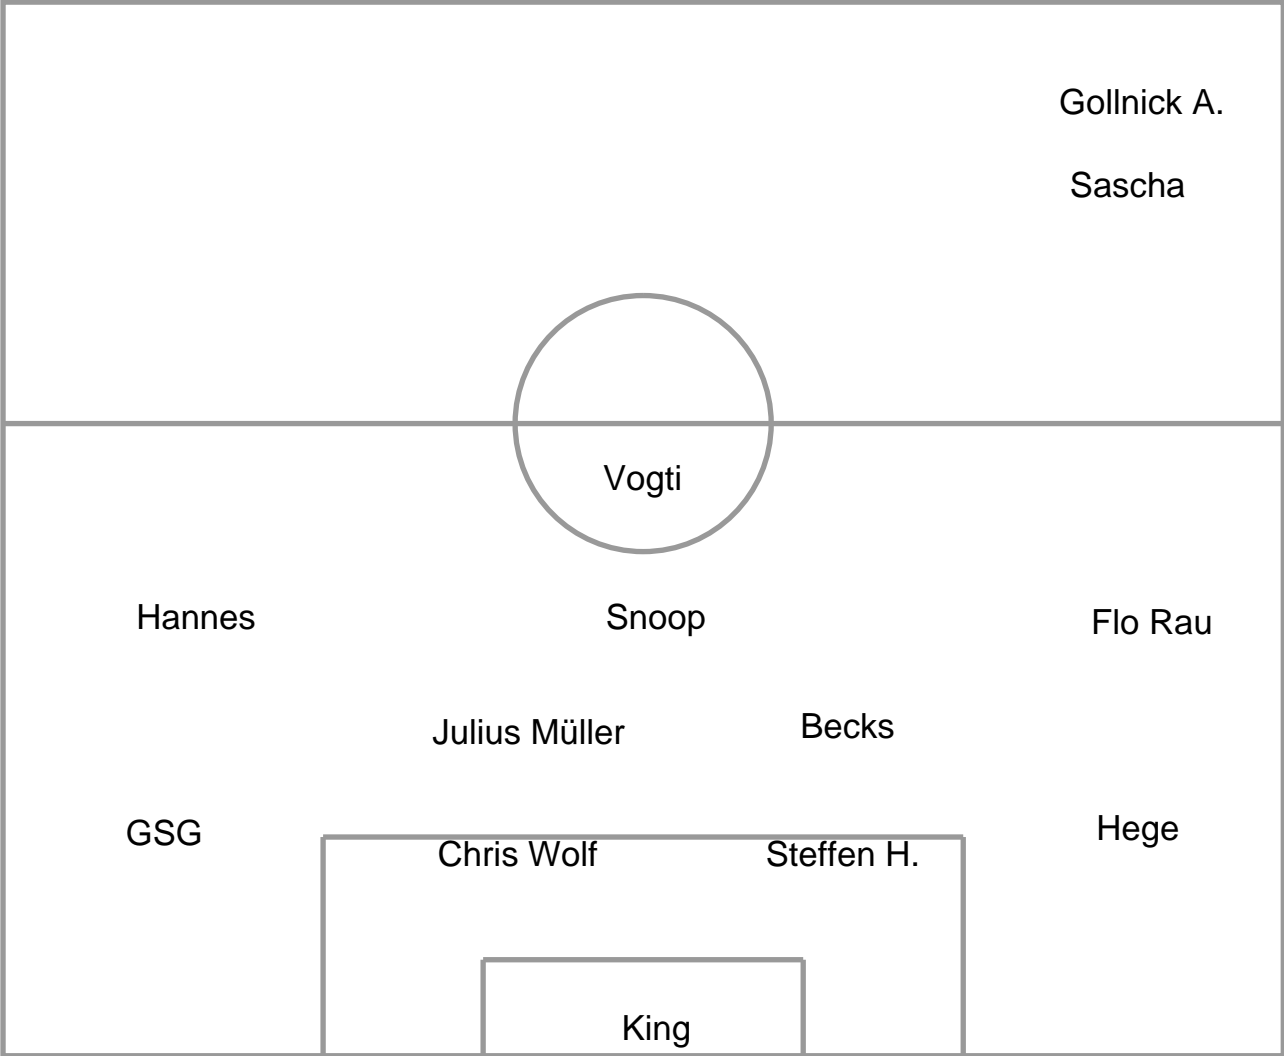 Gollnick A.
Sascha
Vogti
Hannes
Snoop
Flo Rau
Julius Müller
Becks
GSG
Hege
Chris Wolf
Steffen H.
King